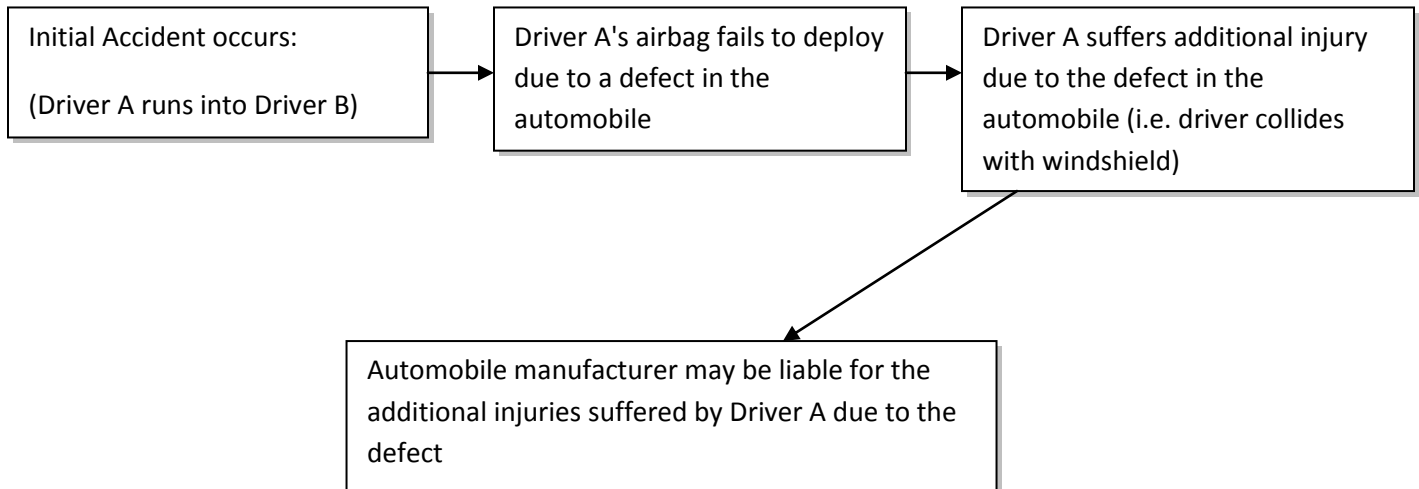 Initial Accident occurs:
(Driver A runs into Driver B)
Driver A's airbag fails to deploy
due to a defect in the
automobile
Driver A suffers additional injury
due to the defect in the
automobile (i.e. driver collides
with windshield)
Automobile manufacturer may be liable for the
additional injuries suffered by Driver A due to the
defect